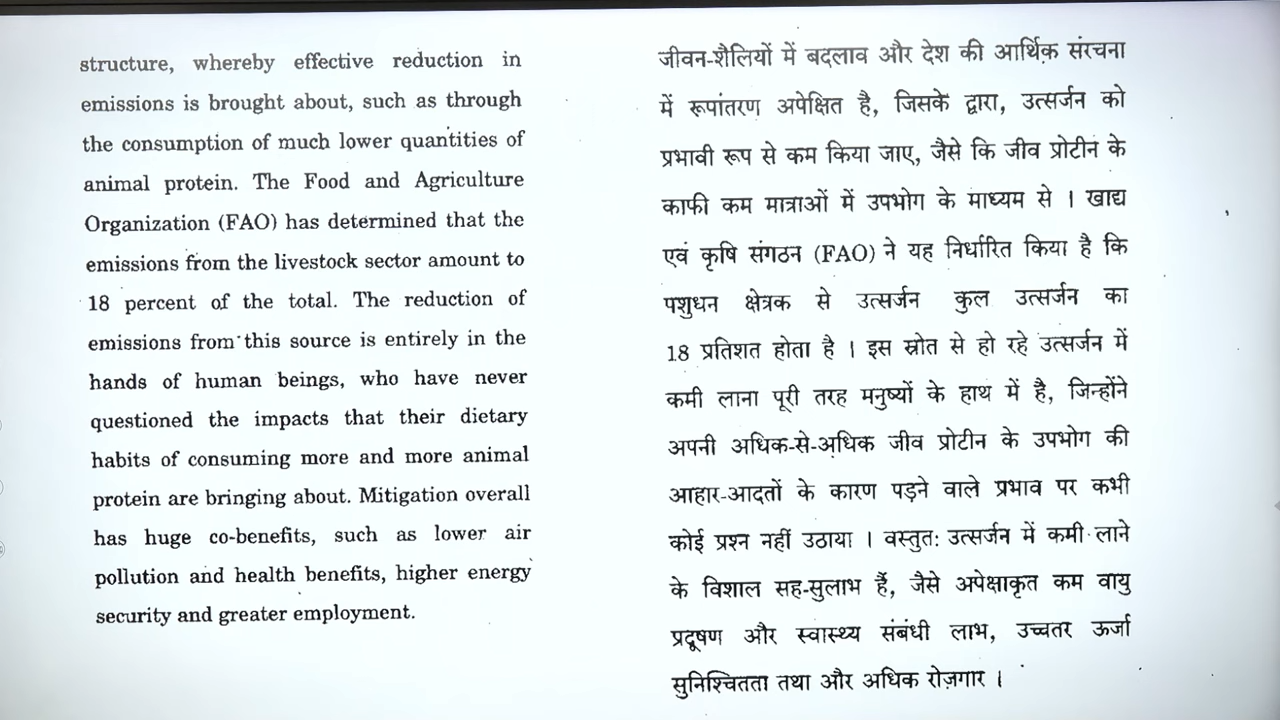 structure, whereby effective reduction in
emissions is brought about, such as through
the consumption of much lower quantities of
animal protein. The Food and Agriculture
Organization (FAO) has determined that the
emissions from the livestock sector amount to
18 percent of the total. The reduction of
emissions from this source is entirely in the
hands of human beings, who have never
questioned the impacts that their dietary
habits of consuming more and more animal
protein are bringing about. Mitigation overall
has huge co-benefits, such as lower air
pollution and health benefits, higher energy
security and greater employment.
जीवन-शैलियों में बदलाव और देश की आर्थिक संरचना
में रूपांतरण अपेक्षित है, जिसके द्वारा, उत्सर्जन को
प्रभावी रूप से कम किया जाए, जैसे कि जीव प्रोटीन के
काफी कम मात्राओं में उपभोग के माध्यम से । खाद्य
एवं कृषि संगठन (FAO) ने यह निर्धारित किया है कि
पशुधन क्षेत्रक से उत्सर्जन कुल उत्सर्जन का
18 प्रतिशत होता है । इस स्रोत से हो रहे उत्सर्जन में
कमी लाना पूरी तरह मनुष्यों के हाथ में है, जिन्होंने
अपनी अधिक-से-अधिक जीव प्रोटीन के उपभोग की
आहार-आदतों के कारण पड़ने वाले प्रभाव पर कभी
कोई प्रश्न नहीं उठाया । वस्तुतः उत्सर्जन में कमी लाने
के विशाल सह-सुलाभ हैं, जैसे अपेक्षाकृत कम वायु
प्रदूषण और स्वास्थ्य संबंधी लाभ, उच्चतर ऊर्जा
सुनिश्चितता तथा और अधिक रोज़गार ।